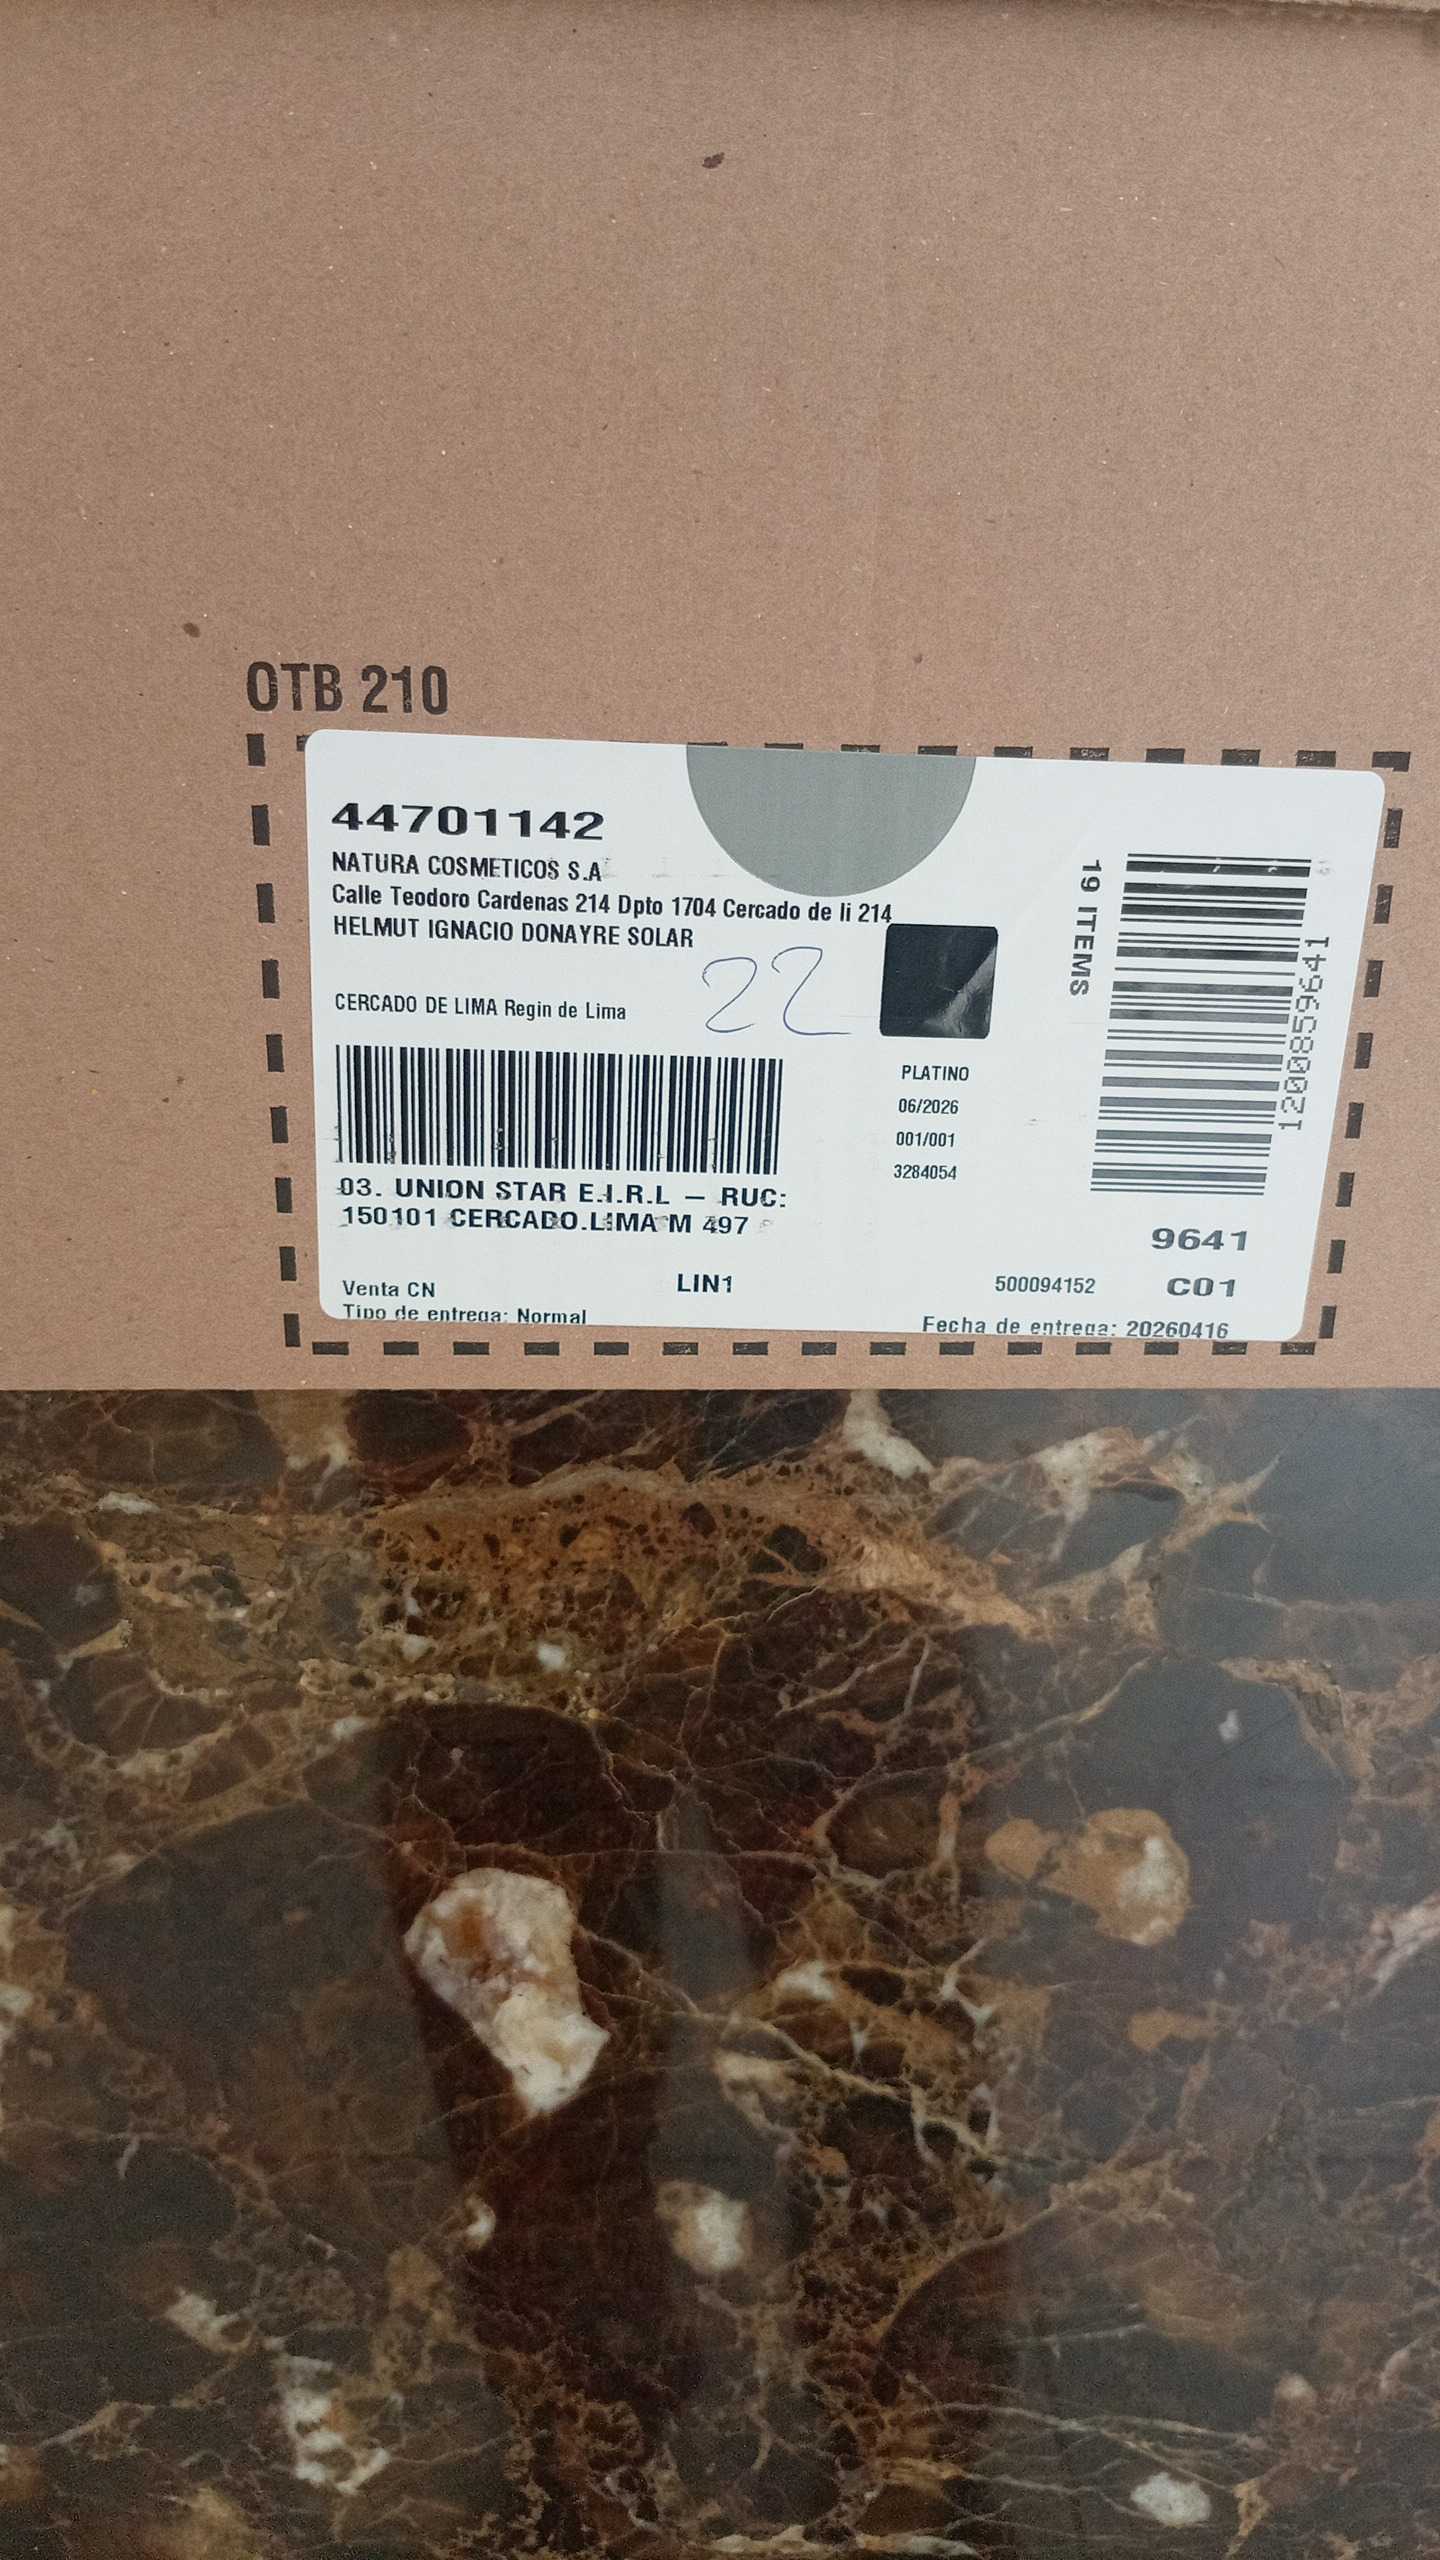 OTB 210
44701142
NATURA COSMETICOS S.A
Calle Teodoro Cardenas 214 Dpto 1704 Cercado de li 214
HELMUT IGNACIO DONAYRE SOLAR
22
CERCADO DE LIMA Regin de Lima
19 ITEMS
1200859641
PLATINO
06/2026
001/001
3284054
03. UNION STAR E.I.R.L – RUC:
150101 CERCADO.LIMA M 497
9641
Venta CN LIN1 500094152 C01
Tipo de entrega: Normal Fecha de entrega: 20260416